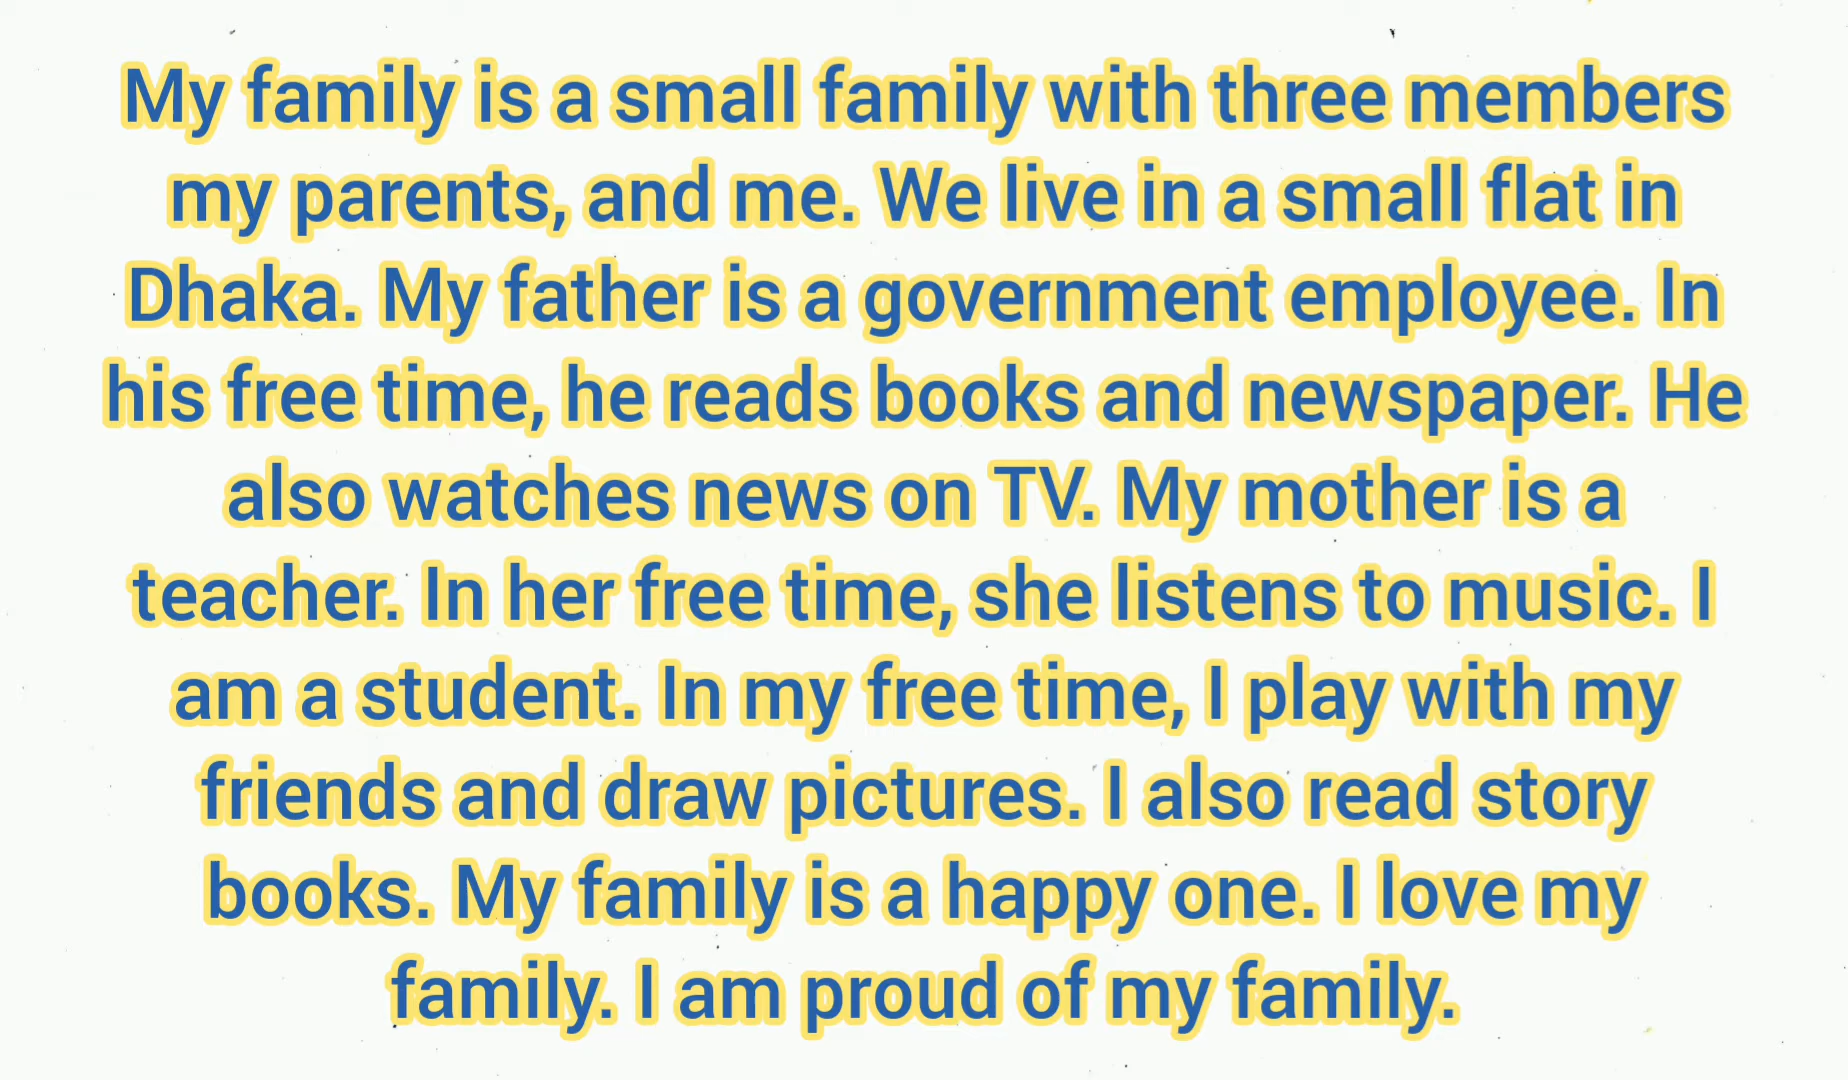 My family is a small family with three members
my parents, and me. We live in a small flat in
Dhaka. My father is a government employee. In
his free time, he reads books and newspaper. He
also watches news on TV. My mother is a
teacher. In her free time, she listens to music. I
am a student. In my free time, I play with my
friends and draw pictures. I also read story
books. My family is a happy one. I love my
family. I am proud of my family.